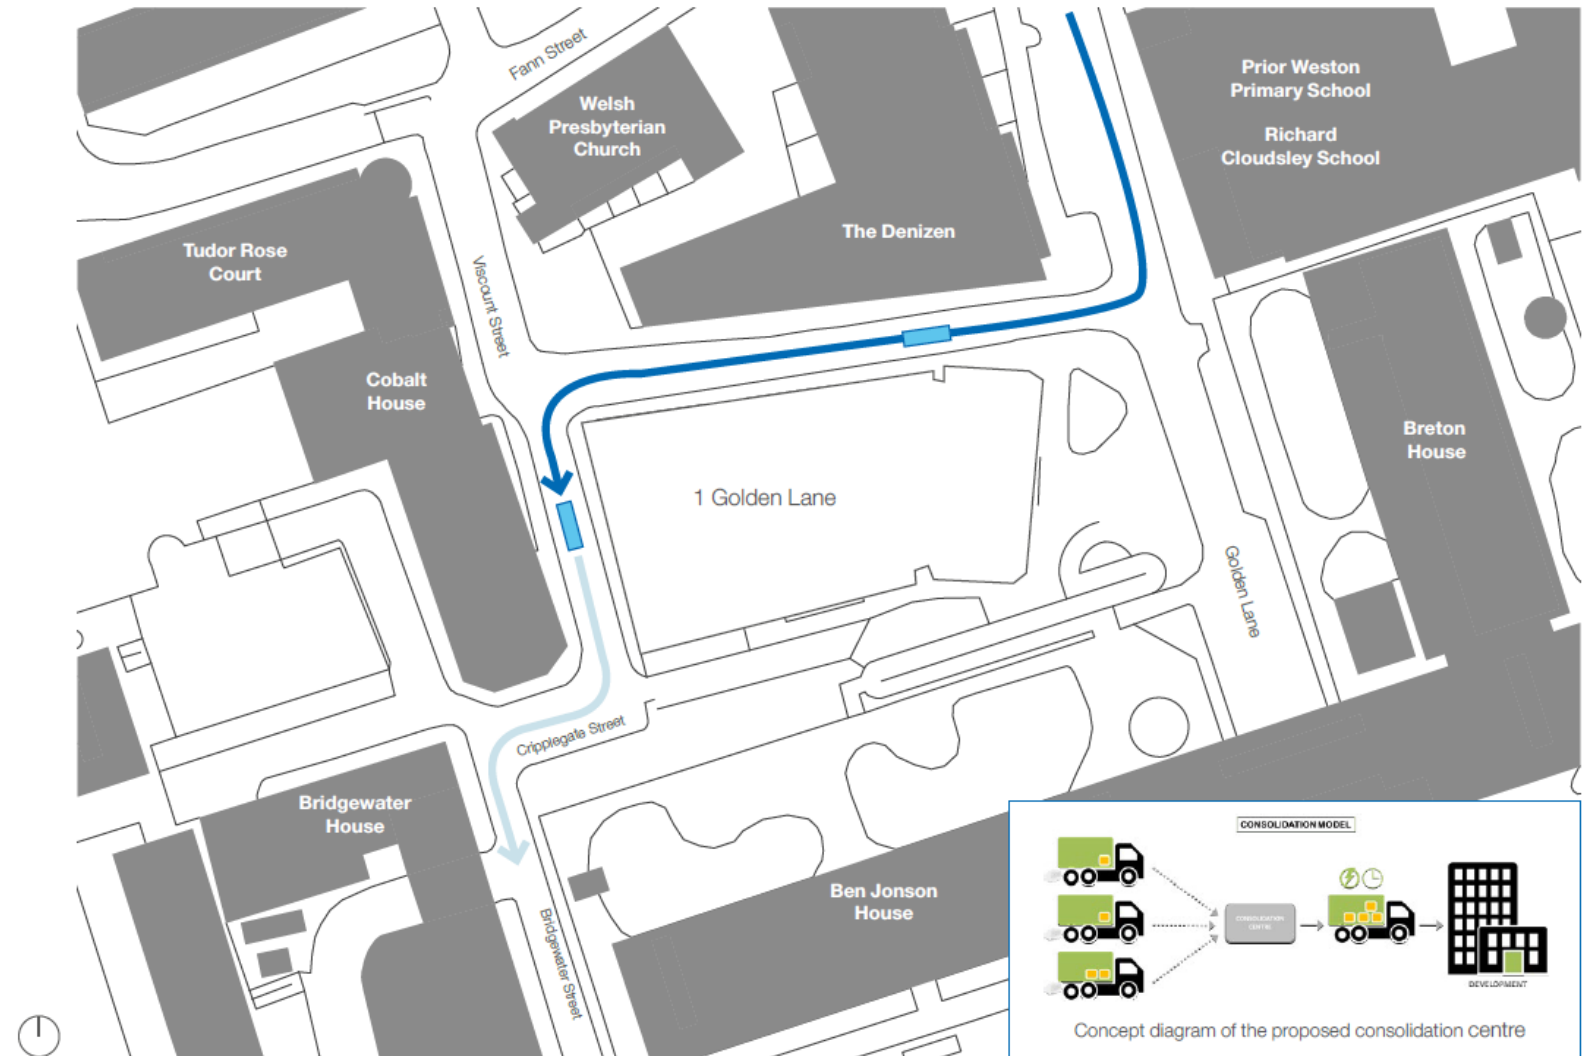 Fann Street
Welsh
Presbyterian
Church
Prior Weston
Primary School
Richard
Cloudsley School
The Denizen
Tudor Rose
Court
Viscount Street
Cobalt
House
Breton
House
1 Golden Lane
Golden Lane
Cripplegate Street
Bridgewater
House
Ben Jonson
House
Bridgewater Street
CONSOLIDATION MODEL
CONSOLIDATION
CENTRE
DEVELOPMENT
Concept diagram of the proposed consolidation centre